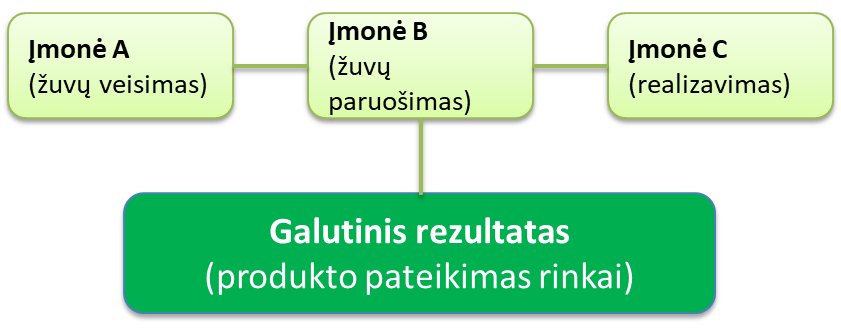 Įmonė A
(žuvų veisimas)
Įmonė B
(žuvų
paruošimas)
Įmonė C
(realizavimas)
Galutinis rezultatas
(produkto pateikimas rinkai)